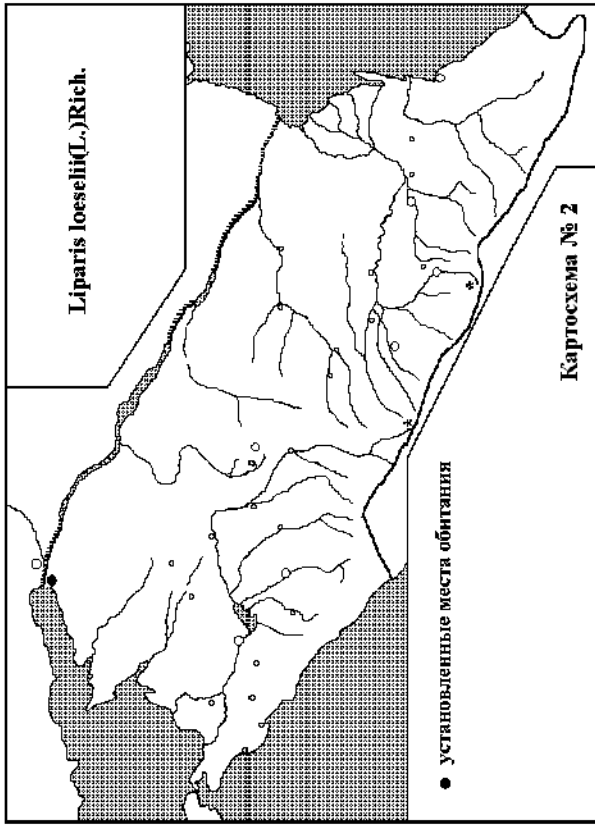 Liparis loeselii(L.)Rich.
● установленные места обитания
Картосхема № 2